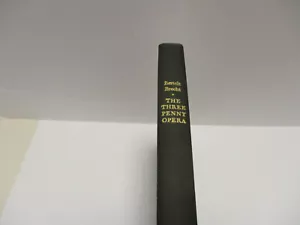 Bertolt
Brecht
THE
THREE
PENNY
OPERA